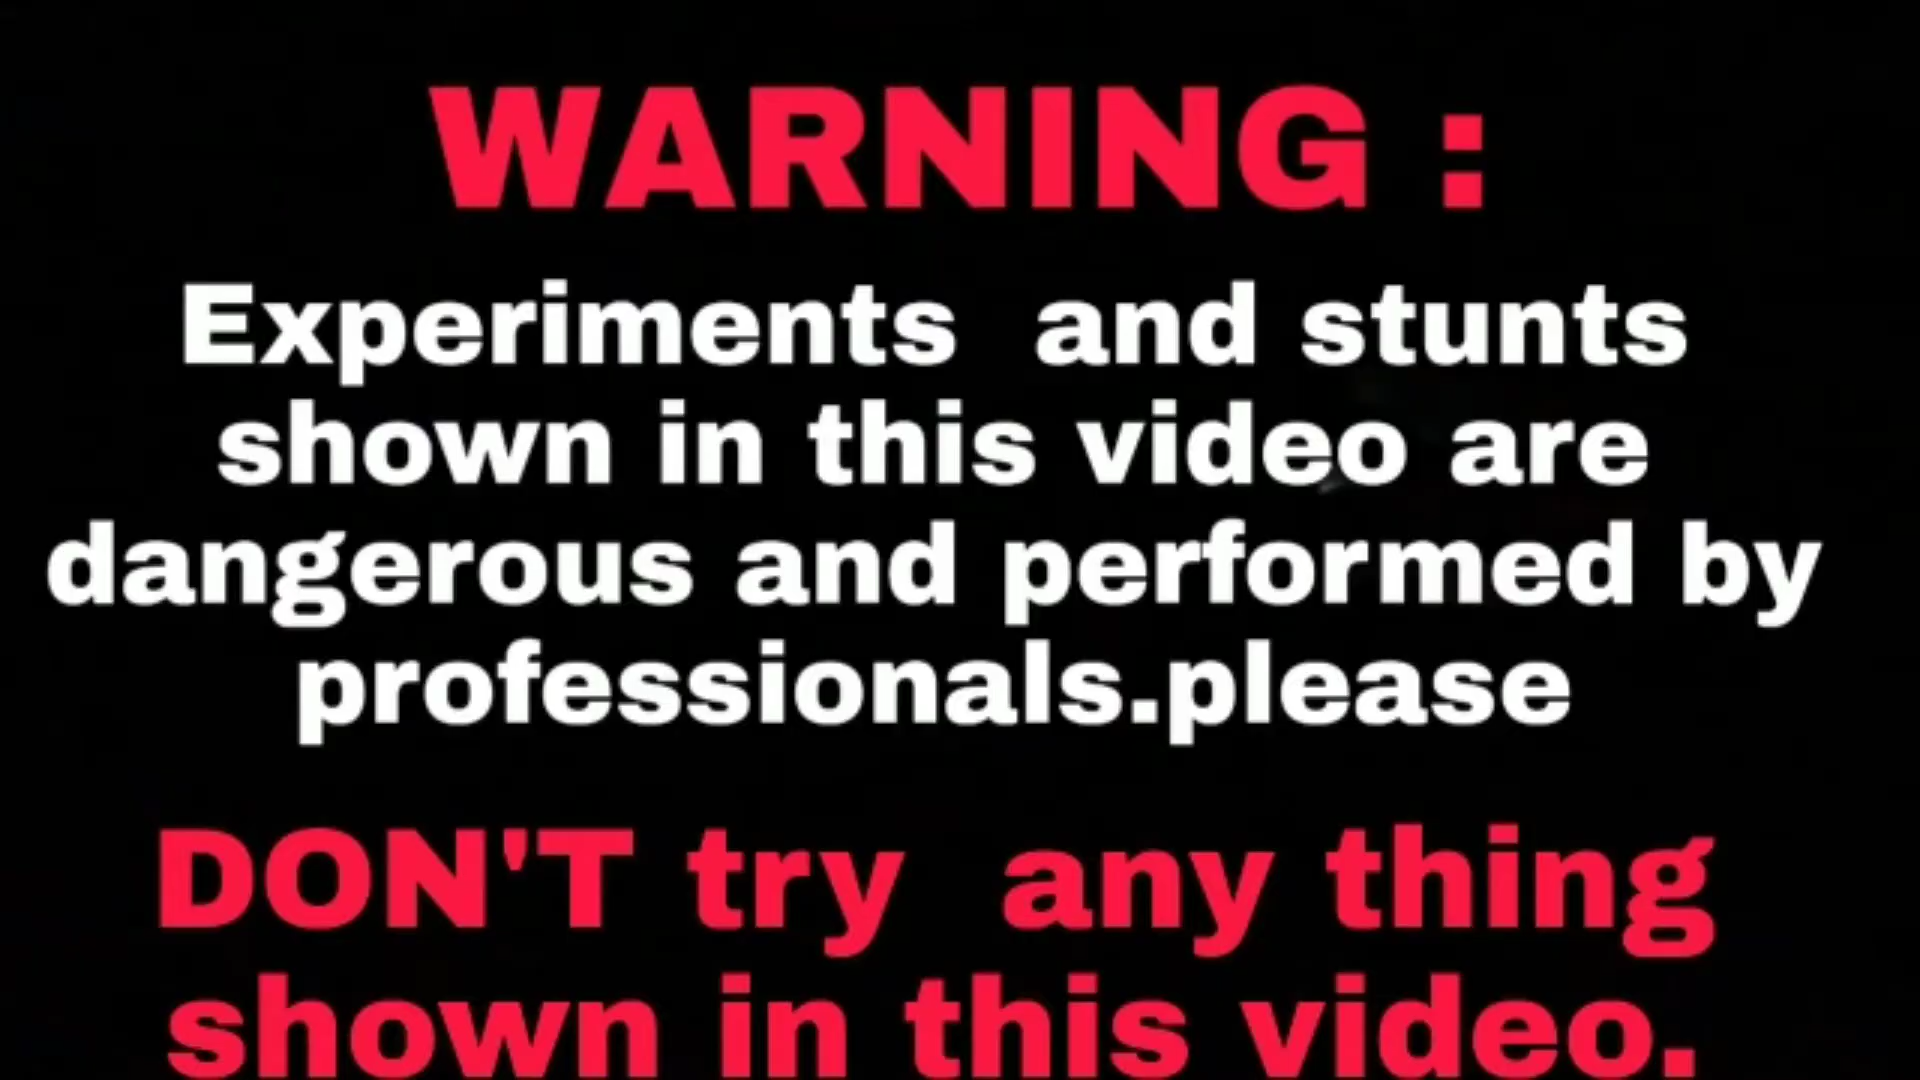 WARNING :
Experiments and stunts
shown in this video are
dangerous and performed by
professionals.please
DON'T try any thing
shown in this video.